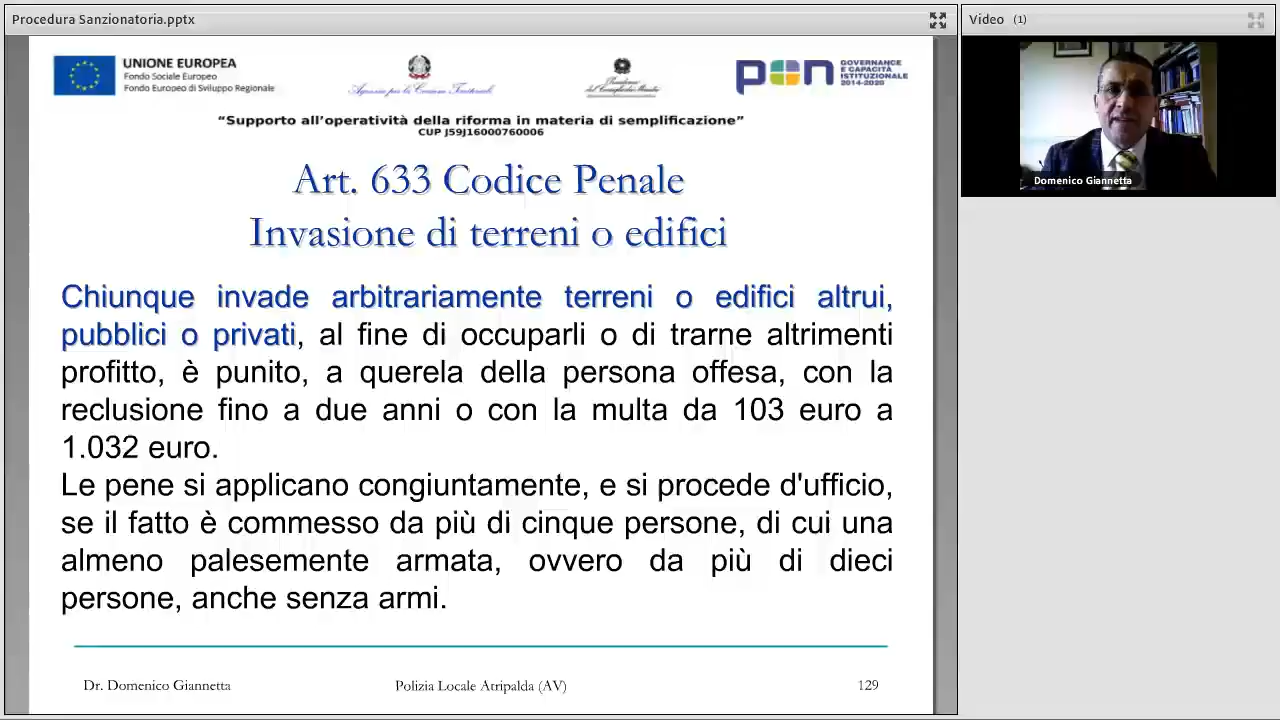 Procedura Sanzionatoria.pptx
Video (1)
UNIONE EUROPEA
Fondo Sociale Europeo
Fondo Europeo di Sviluppo Regionale
Agenzia per la Coesione Territoriale
pon
GOVERNANCE
E CAPACITÀ
ISTITUZIONALE
2014-2020
“Supporto all’operatività della riforma in materia di semplificazione”
CUP J59J16000760006
Art. 633 Codice Penale
Invasione di terreni o edifici
Chiunque invade arbitrariamente terreni o edifici altrui,
pubblici o privati, al fine di occuparli o di trarne altrimenti
profitto, è punito, a querela della persona offesa, con la
reclusione fino a due anni o con la multa da 103 euro a
1.032 euro.
Le pene si applicano congiuntamente, e si procede d'ufficio,
se il fatto è commesso da più di cinque persone, di cui una
almeno palesemente armata, ovvero da più di dieci
persone, anche senza armi.
Dr. Domenico Giannetta
Polizia Locale Atripalda (AV)
129
Domenico Giannetta